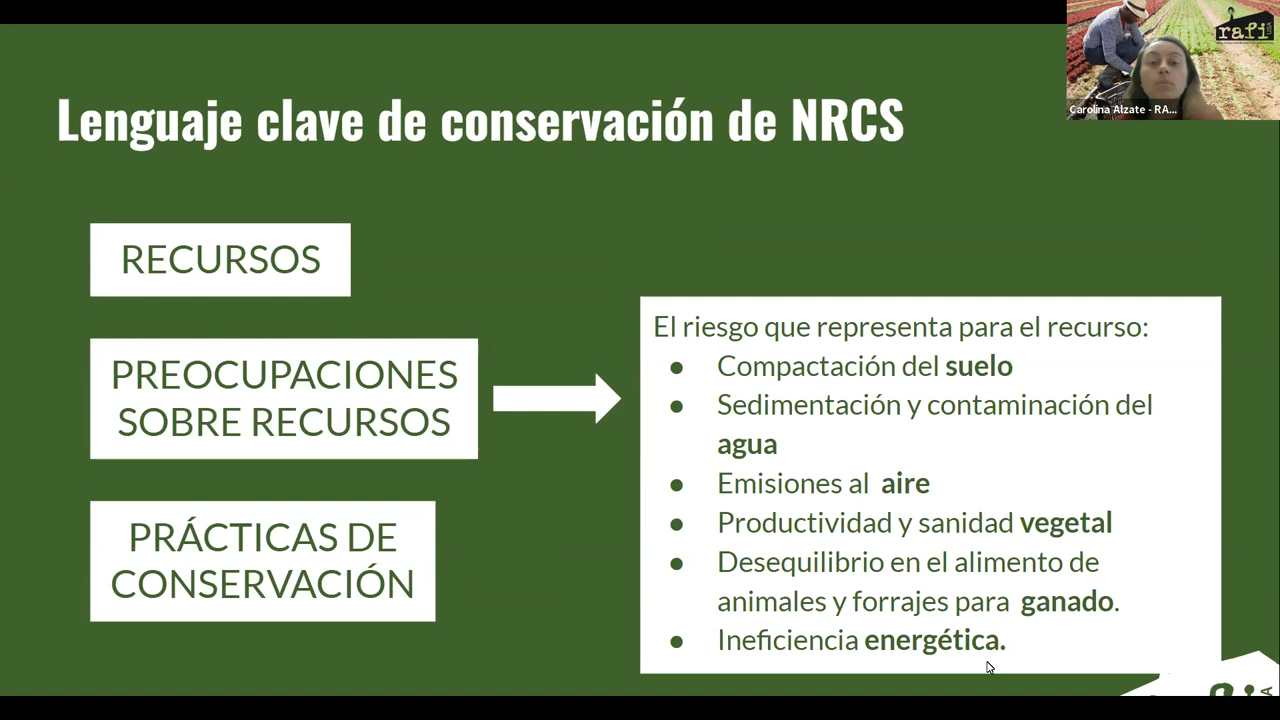 rafi
USA
Carolina Alzate - RA...
Lenguaje clave de conservación de NRCS
RECURSOS
PREOCUPACIONES
SOBRE RECURSOS
PRÁCTICAS DE
CONSERVACIÓN
El riesgo que representa para el recurso:
● Compactación del suelo
● Sedimentación y contaminación del
agua
● Emisiones al aire
● Productividad y sanidad vegetal
● Desequilibrio en el alimento de
animales y forrajes para ganado.
● Ineficiencia energética.